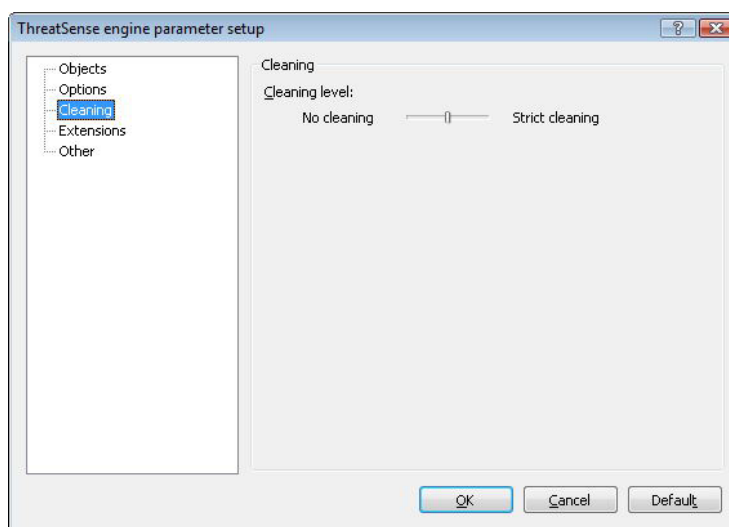 ThreatSense engine parameter setup
Objects
Options
Cleaning
Extensions
Other
Cleaning
Cleaning level:
No cleaning
Strict cleaning
OK
Cancel
Default